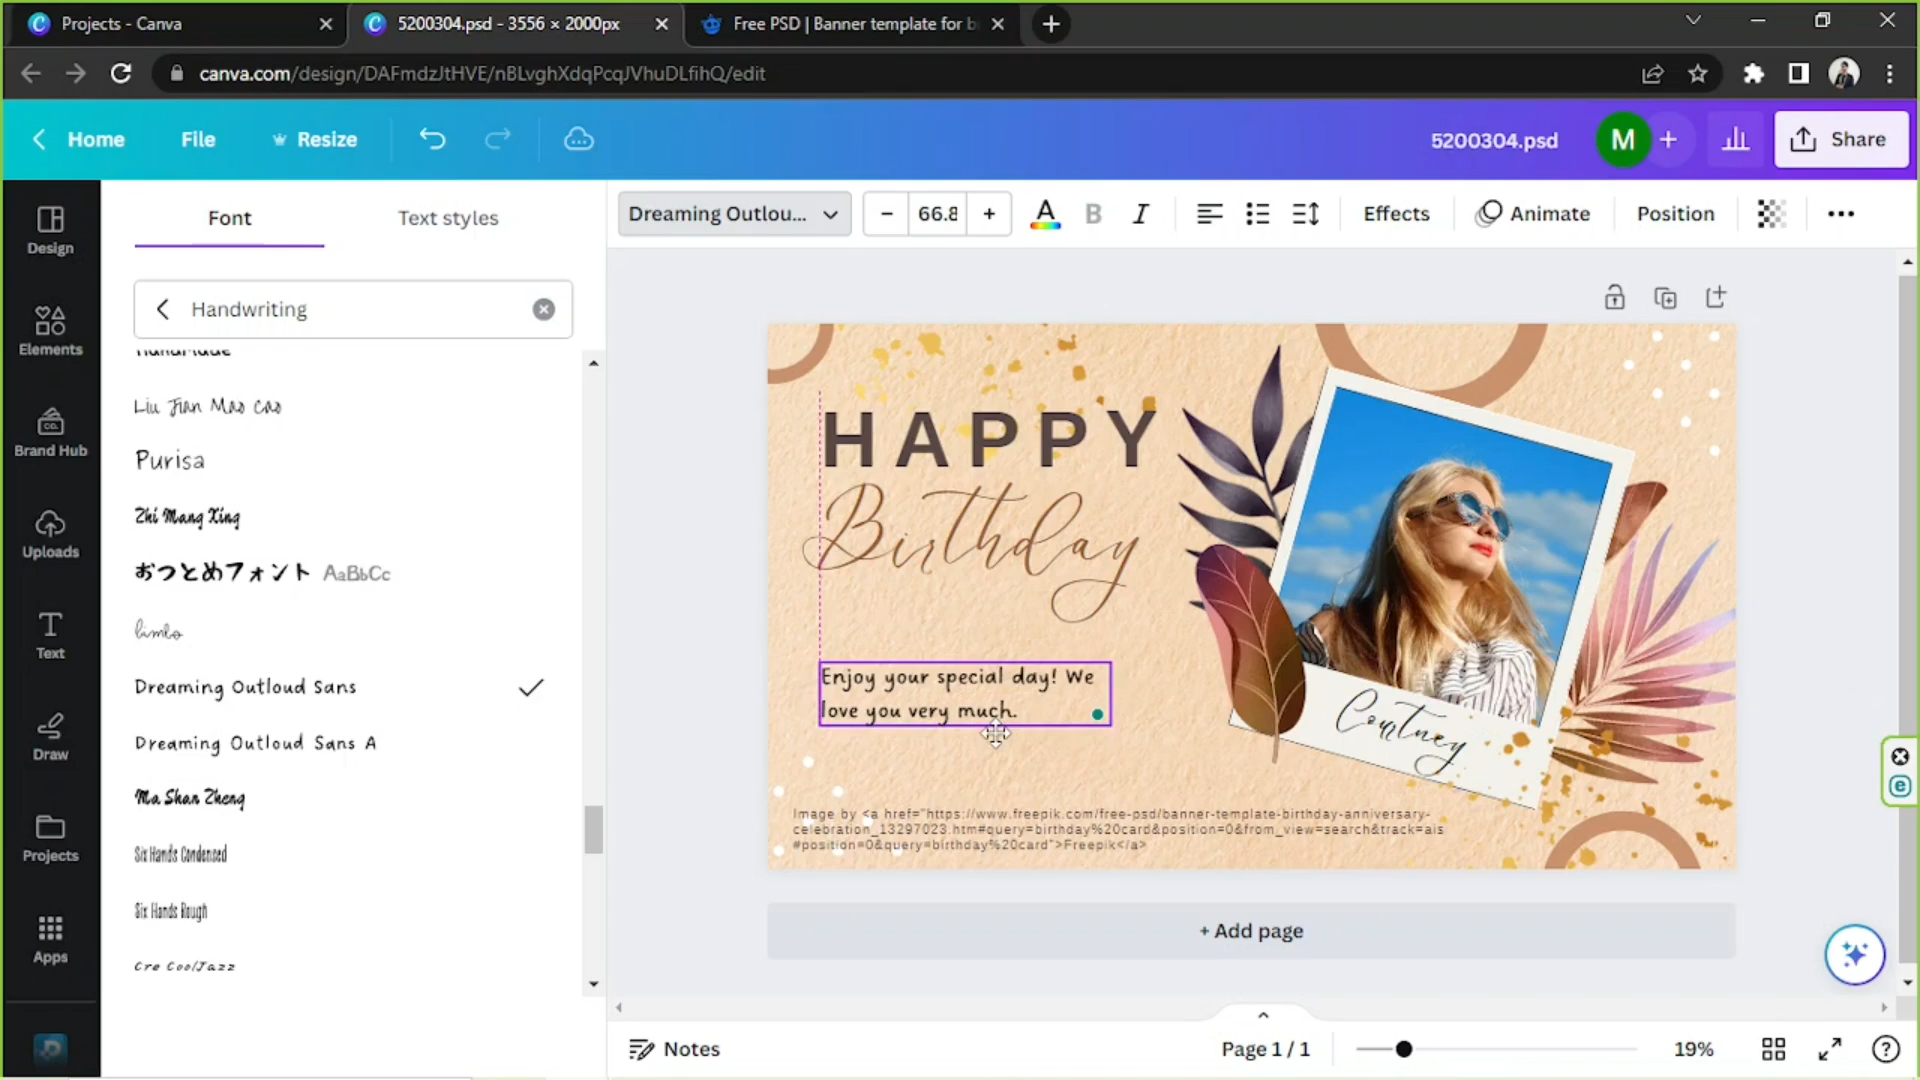 Projects - Canva
5200304.psd - 3556 × 2000px
Free PSD | Banner template for b
canva.com/design/DAFmdzJtHVE/nBLvghXdqPcqJVhuDLfihQ/edit
Home
File
Resize
5200304.psd
M
Share
Design
Elements
Brand Hub
Uploads
Text
Draw
Projects
Apps
Font
Text styles
Handwriting
HandMade
Liu Jian Mao Cao
Purisa
Zhi Mang Xing
おつとめフォント AaBbCc
limlo
Dreaming Outloud Sans
Dreaming Outloud Sans A
Ma Shan Zheng
Six Hands Condensed
Six Hands Rough
Cre CoolJazz
Dreaming Outlou...
66.8
A
B
I
Effects
Animate
Position
HAPPY
Birthday
Enjoy your special day! We
love you very much.
Courtney
Image by <a href="https://www.freepik.com/free-psd/banner-template-birthday-anniversary-
celebration_13297023.htm#query=birthday%20card&position=0&from_view=search&track=ais
#position=0&query=birthday%20card">Freepik</a>
+ Add page
Notes
Page 1 / 1
19%